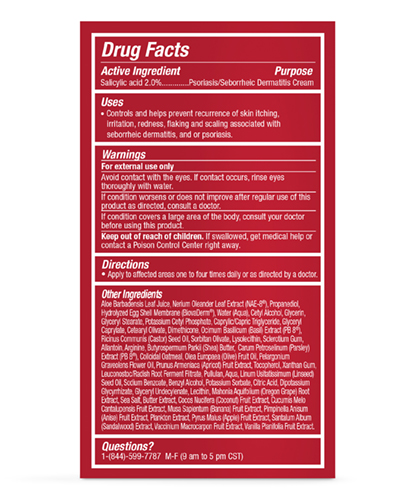 Drug Facts
Active Ingredient Purpose
Salicylic acid 2.0%.............Psoriasis/Seborrheic Dermatitis Cream
Uses
• Controls and helps prevent recurrence of skin itching,
irritation, redness, flaking and scaling associated with
seborrheic dermatitis, and or psoriasis.
Warnings
For external use only
Avoid contact with the eyes. If contact occurs, rinse eyes
thoroughly with water.
If condition worsens or does not improve after regular use of this
product as directed, consult a doctor.
If condition covers a large area of the body, consult your doctor
before using this product.
Keep out of reach of children. If swallowed, get medical help or
contact a Poison Control Center right away.
Directions
• Apply to affected areas one to four times daily or as directed by a doctor.
Other Ingredients
Aloe Barbadensis Leaf Juice, Nerium Oleander Leaf Extract (NAE-8®), Propanediol,
Hydrolyzed Egg Shell Membrane (BiovaDerm®), Water (Aqua), Cetyl Alcohol, Glycerin,
Glyceryl Stearate, Potassium Cetyl Phosphate, Caprylic/Capric Triglyceride, Glyceryl
Caprylate, Cetearyl Olivate, Dimethicone, Ocimum Basilicum (Basil) Extract (PB 8®),
Ricinus Communis (Castor) Seed Oil, Sorbitan Olivate, Lysolecithin, Sclerotium Gum,
Allantoin, Arginine, Butyrospermum Parkii (Shea) Butter, Carum Petroselinum (Parsley)
Extract (PB 8®), Colloidal Oatmeal, Olea Europaea (Olive) Fruit Oil, Pelargonium
Graveolens Flower Oil, Prunus Armeniaca (Apricot) Fruit Extract, Tocopherol, Xanthan Gum,
Leuconostoc/Radish Root Ferment Filtrate, Pullulan, Aqua, Linum Usitatissimum (Linseed)
Seed Oil, Sodium Benzoate, Benzyl Alcohol, Potassium Sorbate, Citric Acid, Dipotassium
Glycyrrhizate, Glyceryl Undecylenate, Lecithin, Mahonia Aquifolium (Oregon Grape) Root
Extract, Sea Salt, Butter Extract, Cocos Nucifera (Coconut) Fruit Extract, Cucumis Melo
Cantalupensis Fruit Extract, Musa Sapientum (Banana) Fruit Extract, Pimpinella Anisum
(Anise) Fruit Extract, Plankton Extract, Pyrus Malus (Apple) Fruit Extract, Santalum Album
(Sandalwood) Extract, Vaccinium Macrocarpon Fruit Extract, Vanilla Planifolia Fruit Extract.
Questions?
1-(844)-599-7787 M-F (9 am to 5 pm CST)